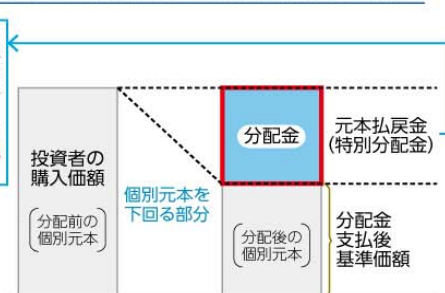 投資者の
購入価額
分配前の
個別元本
個別元本を
下回る部分
分配金
元本払戻金
(特別分配金)
分配後の
個別元本
分配金
支払後
基準価額